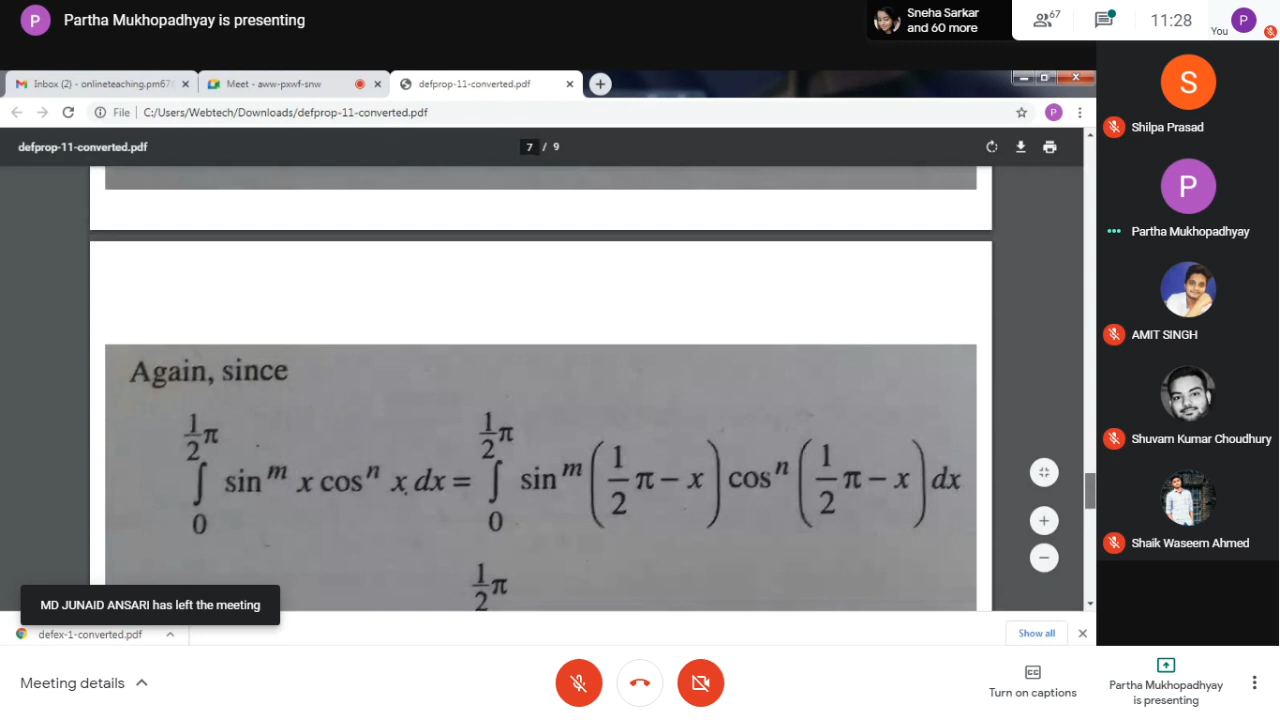 P Partha Mukhopadhyay is presenting
Sneha Sarkar
and 60 more
67
11:28
You
P
Inbox (2) - onlineteaching.pm67
Meet - aww-pxwf-snw
defprop-11-converted.pdf
File | C:/Users/Webtech/Downloads/defprop-11-converted.pdf
P
defprop-11-converted.pdf
7 / 9
Again, since
∫₀^{½π} sin^m x cos^n x dx = ∫₀^{½π} sin^m (½π − x) cos^n (½π − x) dx
½π
MD JUNAID ANSARI has left the meeting
defex-1-converted.pdf
Show all
S
Shilpa Prasad
P
Partha Mukhopadhyay
AMIT SINGH
Shuvam Kumar Choudhury
Shaik Waseem Ahmed
Meeting details
CC
Turn on captions
Partha Mukhopadhyay
is presenting